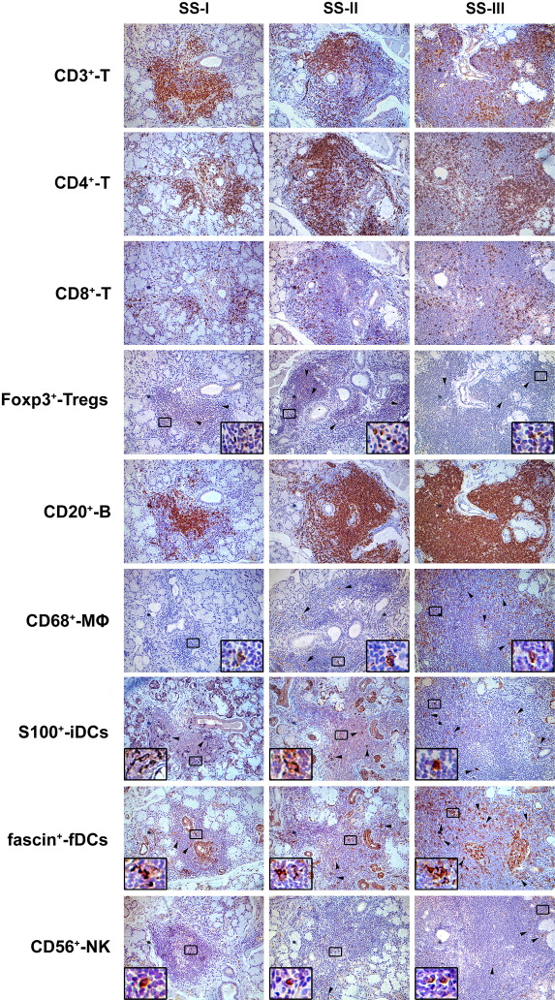 SS-I SS-II SS-III
CD3⁺-T
CD4⁺-T
CD8⁺-T
Foxp3⁺-Tregs
CD20⁺-B
CD68⁺-MΦ
S100⁺-iDCs
fascin⁺-fDCs
CD56⁺-NK